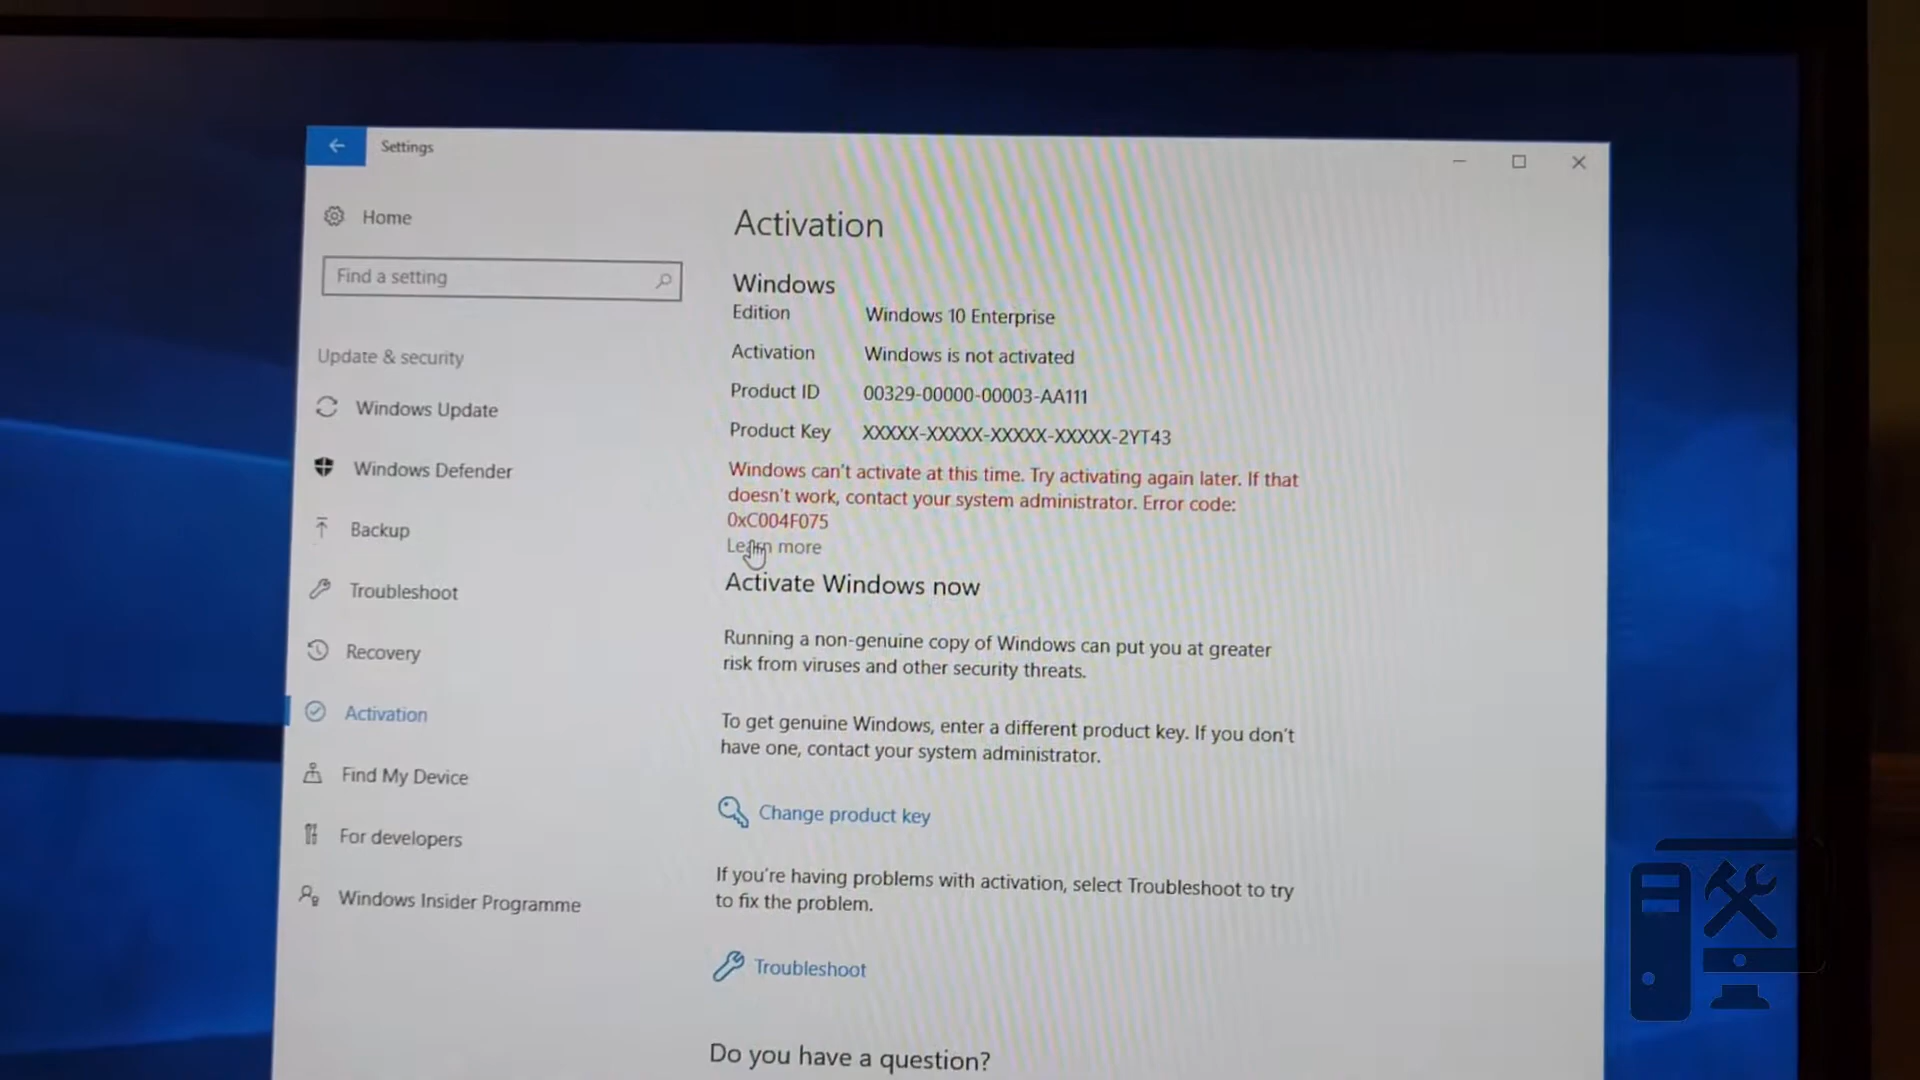 Settings
Home
Find a setting
Update & security
Windows Update
Windows Defender
Backup
Troubleshoot
Recovery
Activation
Find My Device
For developers
Windows Insider Programme
Activation
Windows
Edition Windows 10 Enterprise
Activation Windows is not activated
Product ID 00329-00000-00003-AA111
Product Key XXXXX-XXXXX-XXXXX-XXXXX-2YT43
Windows can't activate at this time. Try activating again later. If that
doesn't work, contact your system administrator. Error code:
0xC004F075
Learn more
Activate Windows now
Running a non-genuine copy of Windows can put you at greater
risk from viruses and other security threats.
To get genuine Windows, enter a different product key. If you don't
have one, contact your system administrator.
Change product key
If you're having problems with activation, select Troubleshoot to try
to fix the problem.
Troubleshoot
Do you have a question?